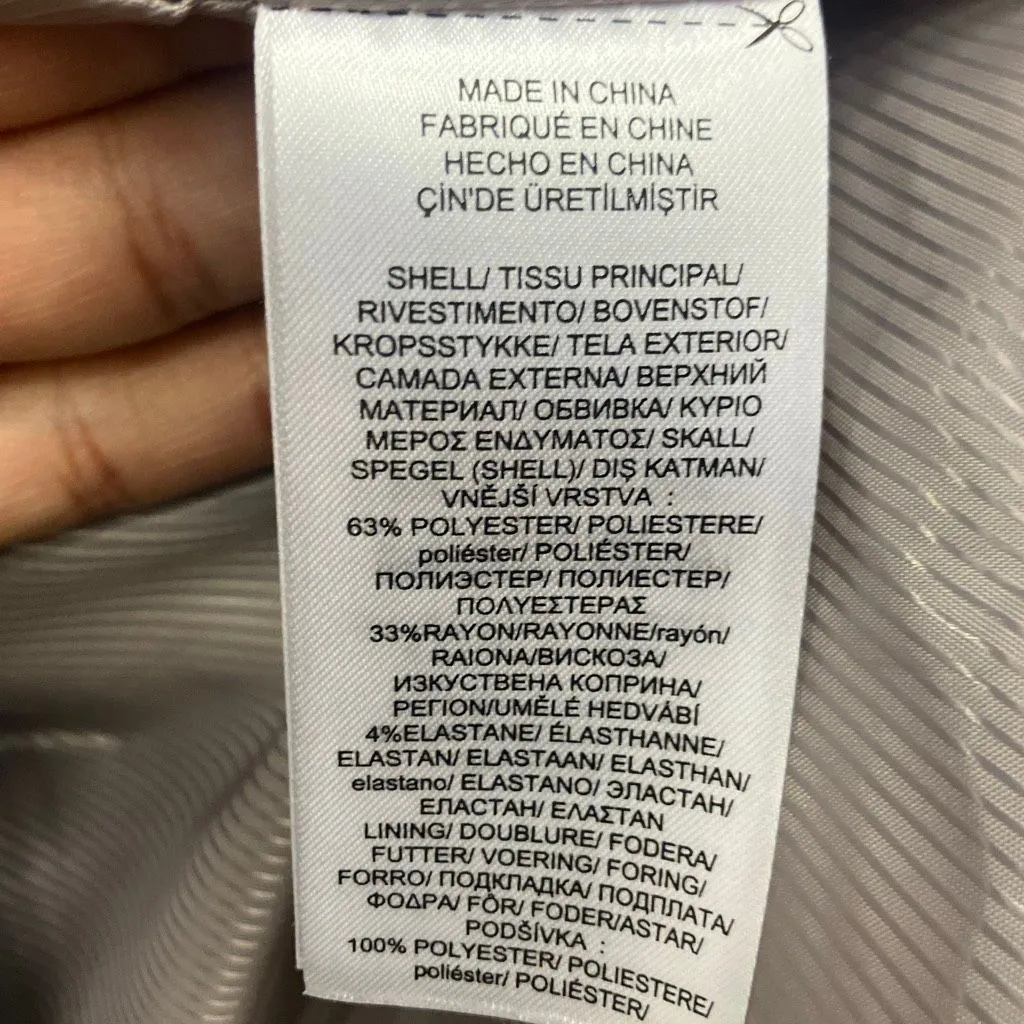 MADE IN CHINA
FABRIQUÉ EN CHINE
HECHO EN CHINA
ÇİN'DE ÜRETİLMİŞTİR
SHELL/ TISSU PRINCIPAL/
RIVESTIMENTO/ BOVENSTOF/
KROPSSTYKKE/ TELA EXTERIOR/
CAMADA EXTERNA/ ВЕРХНИЙ
МАТЕРИАЛ/ ОБВИВКА/ ΚΥΡΙΟ
ΜΕΡΟΣ ΕΝΔΥΜΑΤΟΣ/ SKALL/
SPEGEL (SHELL)/ DIŞ KATMAN/
VNĚJŠÍ VRSTVA :
63% POLYESTER/ POLIESTERE/
poliéster/ POLIÉSTER/
ПОЛИЭСТЕР/ ПОЛИЕСТЕР/
ΠΟΛΥΕΣΤΕΡΑΣ
33%RAYON/RAYONNE/rayón/
RAIONA/ВИСКОЗА/
ИЗКУСТВЕНА КОПРИНА/
ΡΕΓΙΟΝ/UMĚLÉ HEDVÁBÍ
4%ELASTANE/ ÉLASTHANNE/
ELASTAN/ ELASTAAN/ ELASTHAN/
elastano/ ELASTANO/ ЭЛАСТАН/
ЕЛАСТАН/ ΕΛΑΣΤΑΝ
LINING/ DOUBLURE/ FODERA/
FUTTER/ VOERING/ FORING/
FORRO/ ПОДКЛАДКА/ ПОДПЛАТА/
ΦΟΔΡΑ/ FÔR/ FODER/ASTAR/
PODŠÍVKA :
100% POLYESTER/ POLIESTERE/
poliéster/ POLIÉSTER/